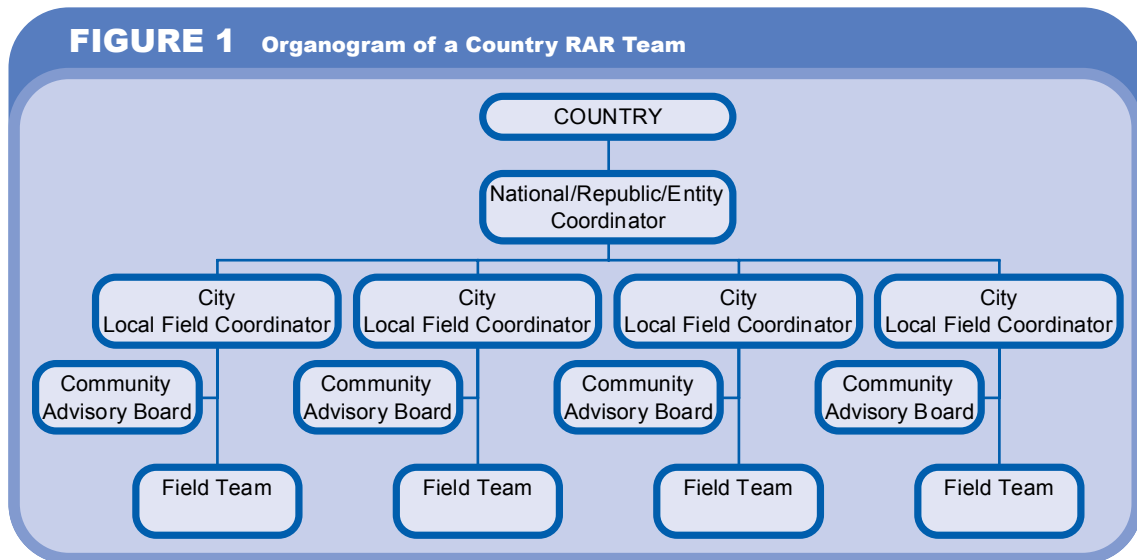 FIGURE 1 Organogram of a Country RAR Team
COUNTRY
National/Republic/Entity
Coordinator
City
Local Field Coordinator
City
Local Field Coordinator
City
Local Field Coordinator
City
Local Field Coordinator
Community
Advisory Board
Community
Advisory Board
Community
Advisory Board
Community
Advisory Board
Field Team
Field Team
Field Team
Field Team